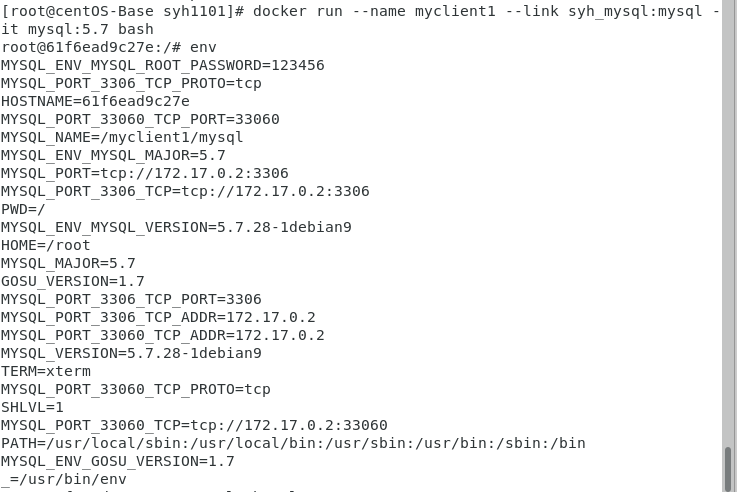 [root@centOS-Base syh1101]# docker run --name myclient1 --link syh_mysql:mysql -
it mysql:5.7 bash
root@61f6ead9c27e:/# env
MYSQL_ENV_MYSQL_ROOT_PASSWORD=123456
MYSQL_PORT_3306_TCP_PROTO=tcp
HOSTNAME=61f6ead9c27e
MYSQL_PORT_33060_TCP_PORT=33060
MYSQL_NAME=/myclient1/mysql
MYSQL_ENV_MYSQL_MAJOR=5.7
MYSQL_PORT=tcp://172.17.0.2:3306
MYSQL_PORT_3306_TCP=tcp://172.17.0.2:3306
PWD=/
MYSQL_ENV_MYSQL_VERSION=5.7.28-1debian9
HOME=/root
MYSQL_MAJOR=5.7
GOSU_VERSION=1.7
MYSQL_PORT_3306_TCP_PORT=3306
MYSQL_PORT_3306_TCP_ADDR=172.17.0.2
MYSQL_PORT_33060_TCP_ADDR=172.17.0.2
MYSQL_VERSION=5.7.28-1debian9
TERM=xterm
MYSQL_PORT_33060_TCP_PROTO=tcp
SHLVL=1
MYSQL_PORT_33060_TCP=tcp://172.17.0.2:33060
PATH=/usr/local/sbin:/usr/local/bin:/usr/sbin:/usr/bin:/sbin:/bin
MYSQL_ENV_GOSU_VERSION=1.7
_=/usr/bin/env